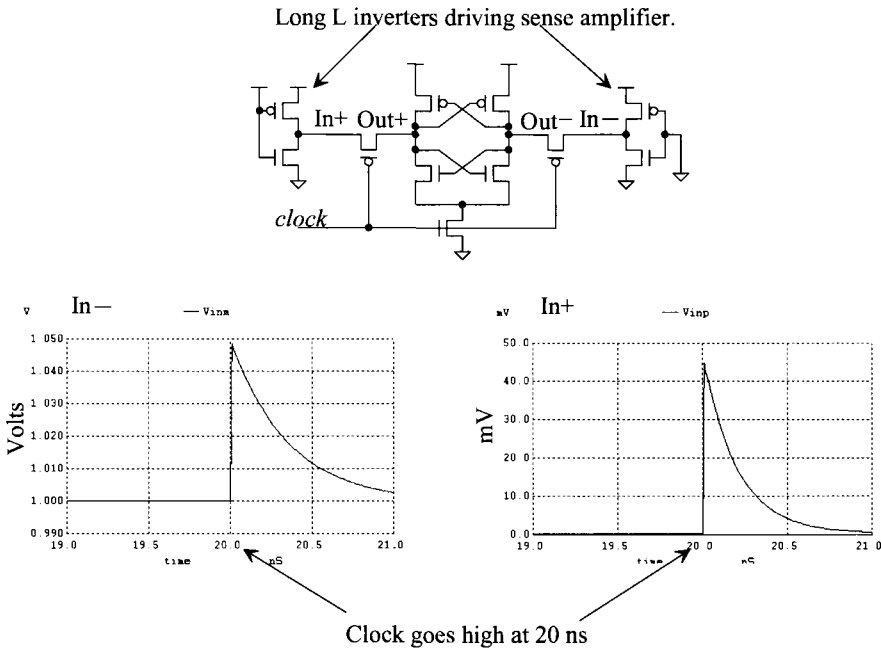 Long L inverters driving sense amplifier.
In+ Out+ Out— In—
clock
V In— — Vinm
1.050
1.040
1.030
1.020
1.010
1.000
0.990
Volts
19.0 19.5 20.0 20.5 21.0
time nS
mV In+ — Vinp
50.0
40.0
30.0
20.0
10.0
0.0
mV
19.0 19.5 20.0 20.5 21.0
time nS
Clock goes high at 20 ns